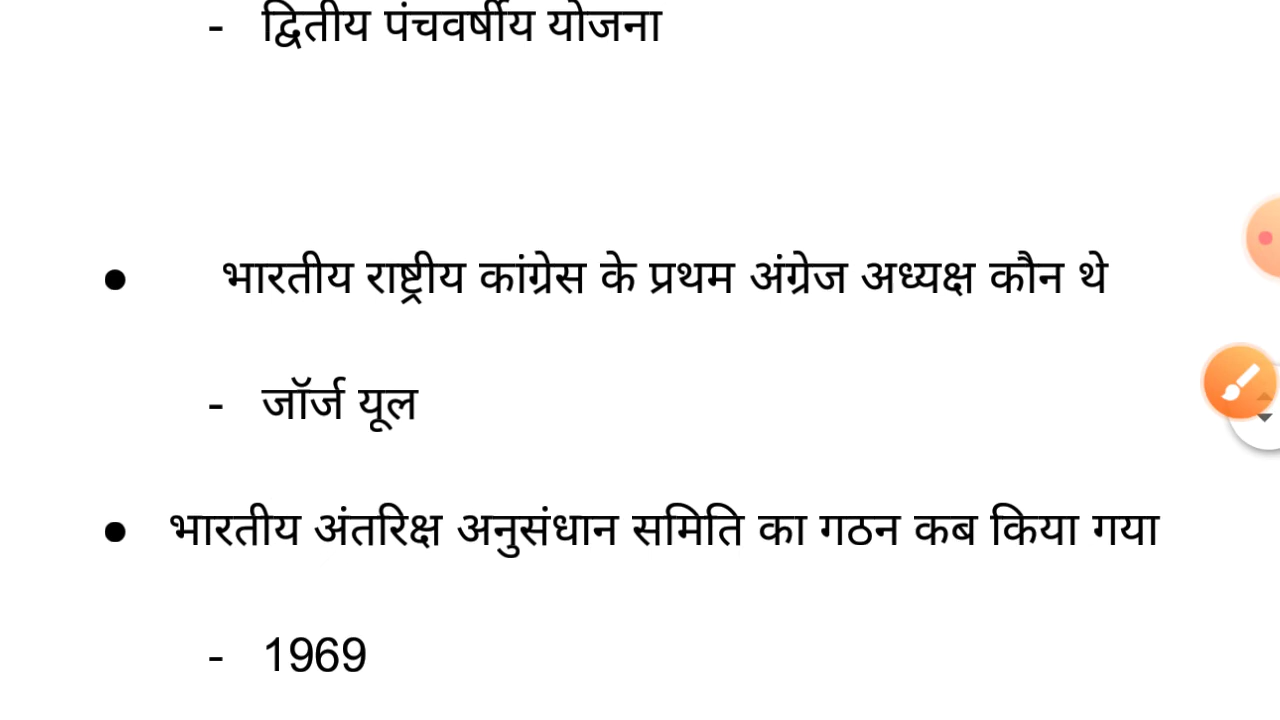 - द्वितीय पंचवर्षीय योजना
● भारतीय राष्ट्रीय कांग्रेस के प्रथम अंग्रेज अध्यक्ष कौन थे
- जॉर्ज यूल
● भारतीय अंतरिक्ष अनुसंधान समिति का गठन कब किया गया
- 1969